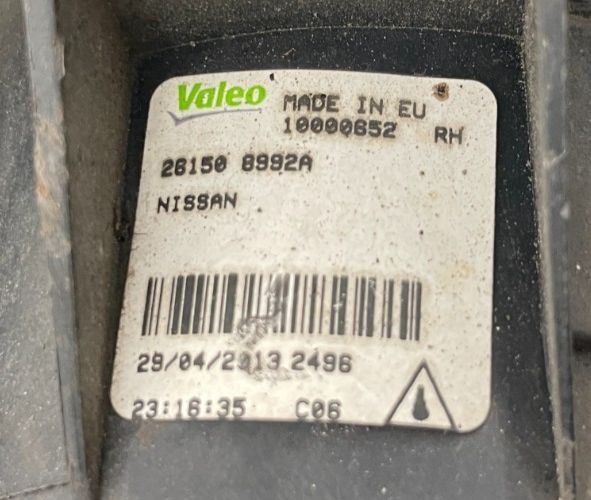 Valeo MADE IN EU
10000652 RH
26150 8992A
NISSAN
29/04/2013 2496
23:16:35 C06